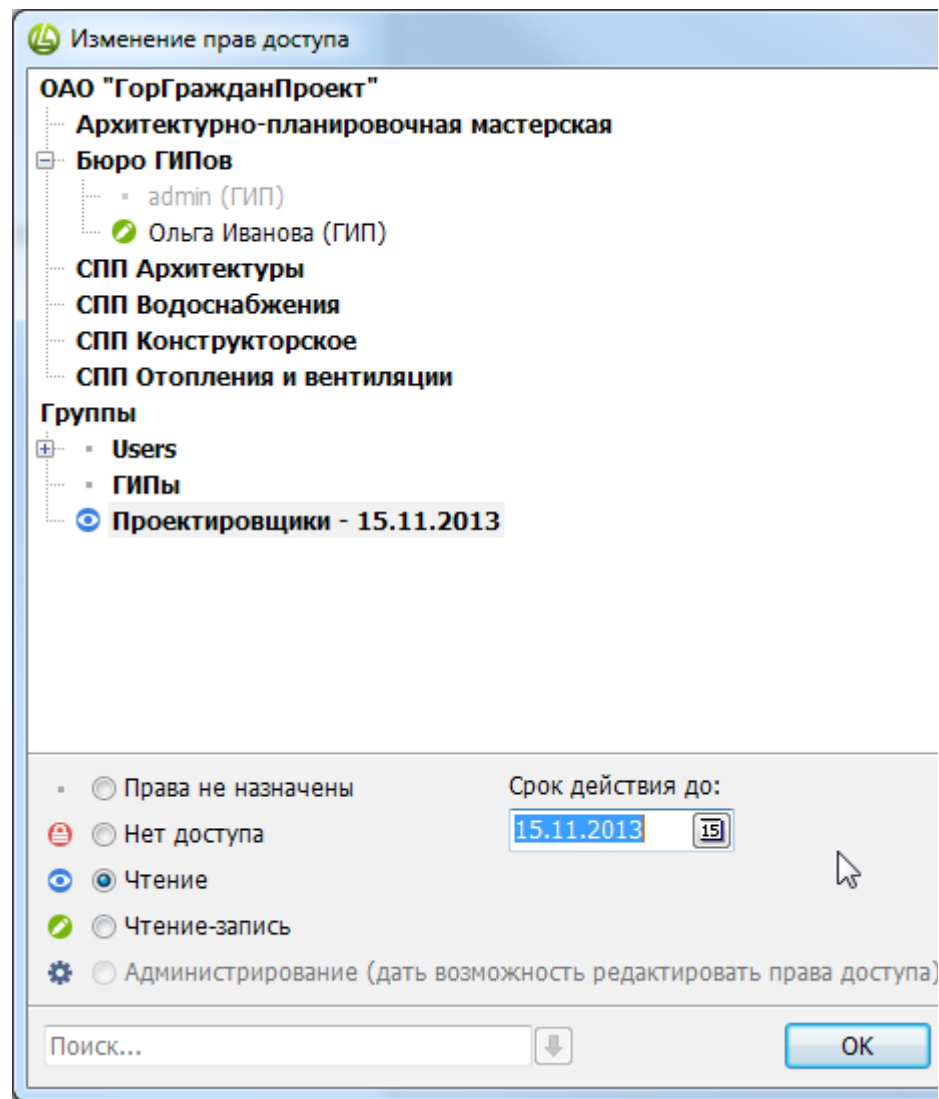 Изменение прав доступа
ОАО "ГорГражданПроект"
Архитектурно-планировочная мастерская
Бюро ГИПов
admin (ГИП)
Ольга Иванова (ГИП)
СПП Архитектуры
СПП Водоснабжения
СПП Конструкторское
СПП Отопления и вентиляции
Группы
Users
ГИПы
Проектировщики - 15.11.2013
Права не назначены
Срок действия до:
Нет доступа
15.11.2013 15
Чтение
Чтение-запись
Администрирование (дать возможность редактировать права доступа)
Поиск...
OK